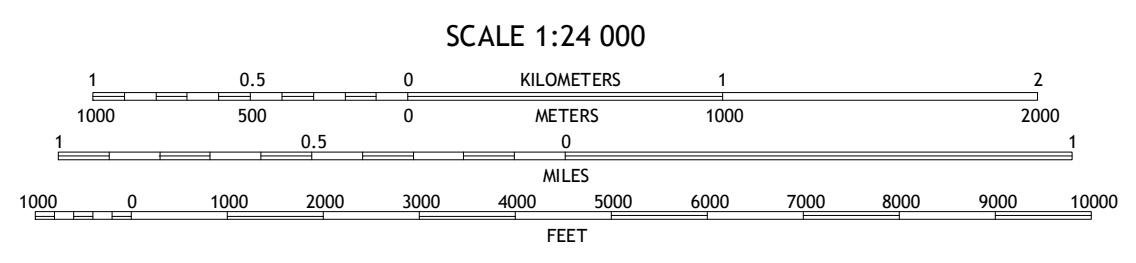 SCALE 1:24 000
1 0.5 0 KILOMETERS 1 2
1000 500 0 METERS 1000 2000
1 0.5 0 1
MILES
1000 0 1000 2000 3000 4000 5000 6000 7000 8000 9000 10000
FEET